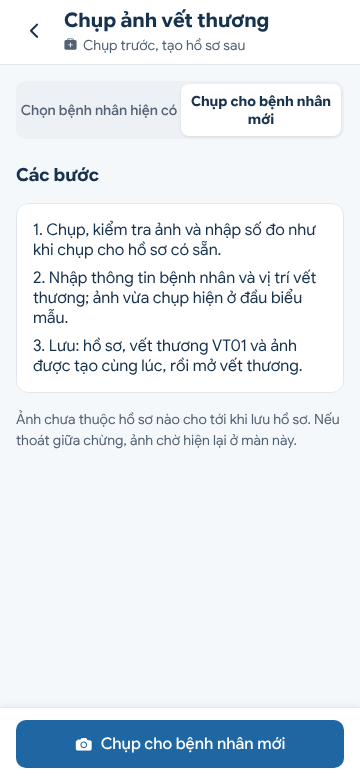 Chụp ảnh vết thương
Chụp trước, tạo hồ sơ sau
Chọn bệnh nhân hiện có
Chụp cho bệnh nhân
mới
Các bước
1. Chụp, kiểm tra ảnh và nhập số đo như
khi chụp cho hồ sơ có sẵn.
2. Nhập thông tin bệnh nhân và vị trí vết
thương; ảnh vừa chụp hiện ở đầu biểu
mẫu.
3. Lưu: hồ sơ, vết thương VT01 và ảnh
được tạo cùng lúc, rồi mở vết thương.
Ảnh chưa thuộc hồ sơ nào cho tới khi lưu hồ sơ. Nếu
thoát giữa chừng, ảnh chờ hiện lại ở màn này.
Chụp cho bệnh nhân mới